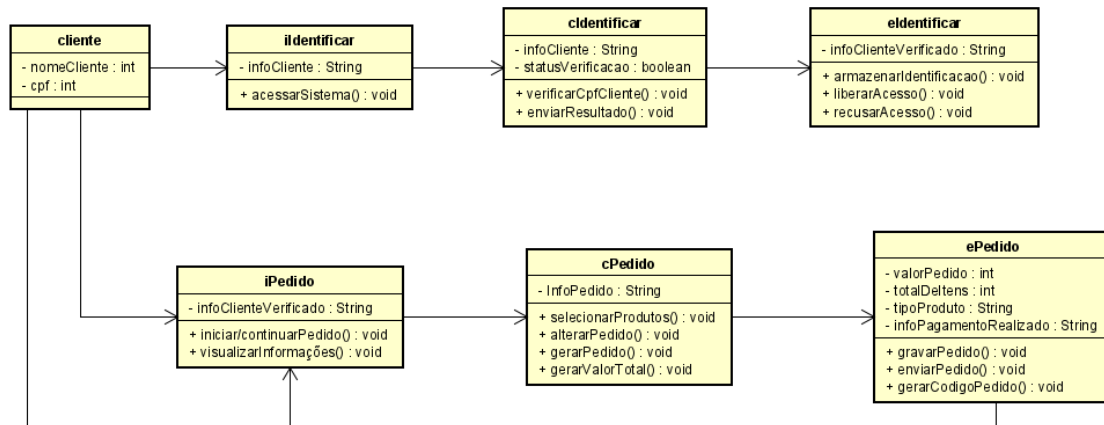 cliente
- nomeCliente : int
- cpf : int
iIdentificar
- infoCliente : String
+ acessarSistema() : void
cIdentificar
- infoCliente : String
- statusVerificacao : boolean
+ verificarCpfCliente() : void
+ enviarResultado() : void
eIdentificar
- infoClienteVerificado : String
+ armazenarIdentificacao() : void
+ liberarAcesso() : void
+ recusarAcesso() : void
iPedido
- infoClienteVerificado : String
+ iniciar/continuarPedido() : void
+ visualizarInformações() : void
cPedido
- InfoPedido : String
+ selecionarProdutos() : void
+ alterarPedido() : void
+ gerarPedido() : void
+ gerarValorTotal() : void
ePedido
- valorPedido : int
- totalDeItens : int
- tipoProduto : String
- infoPagamentoRealizado : String
+ gravarPedido() : void
+ enviarPedido() : void
+ gerarCodigoPedido() : void